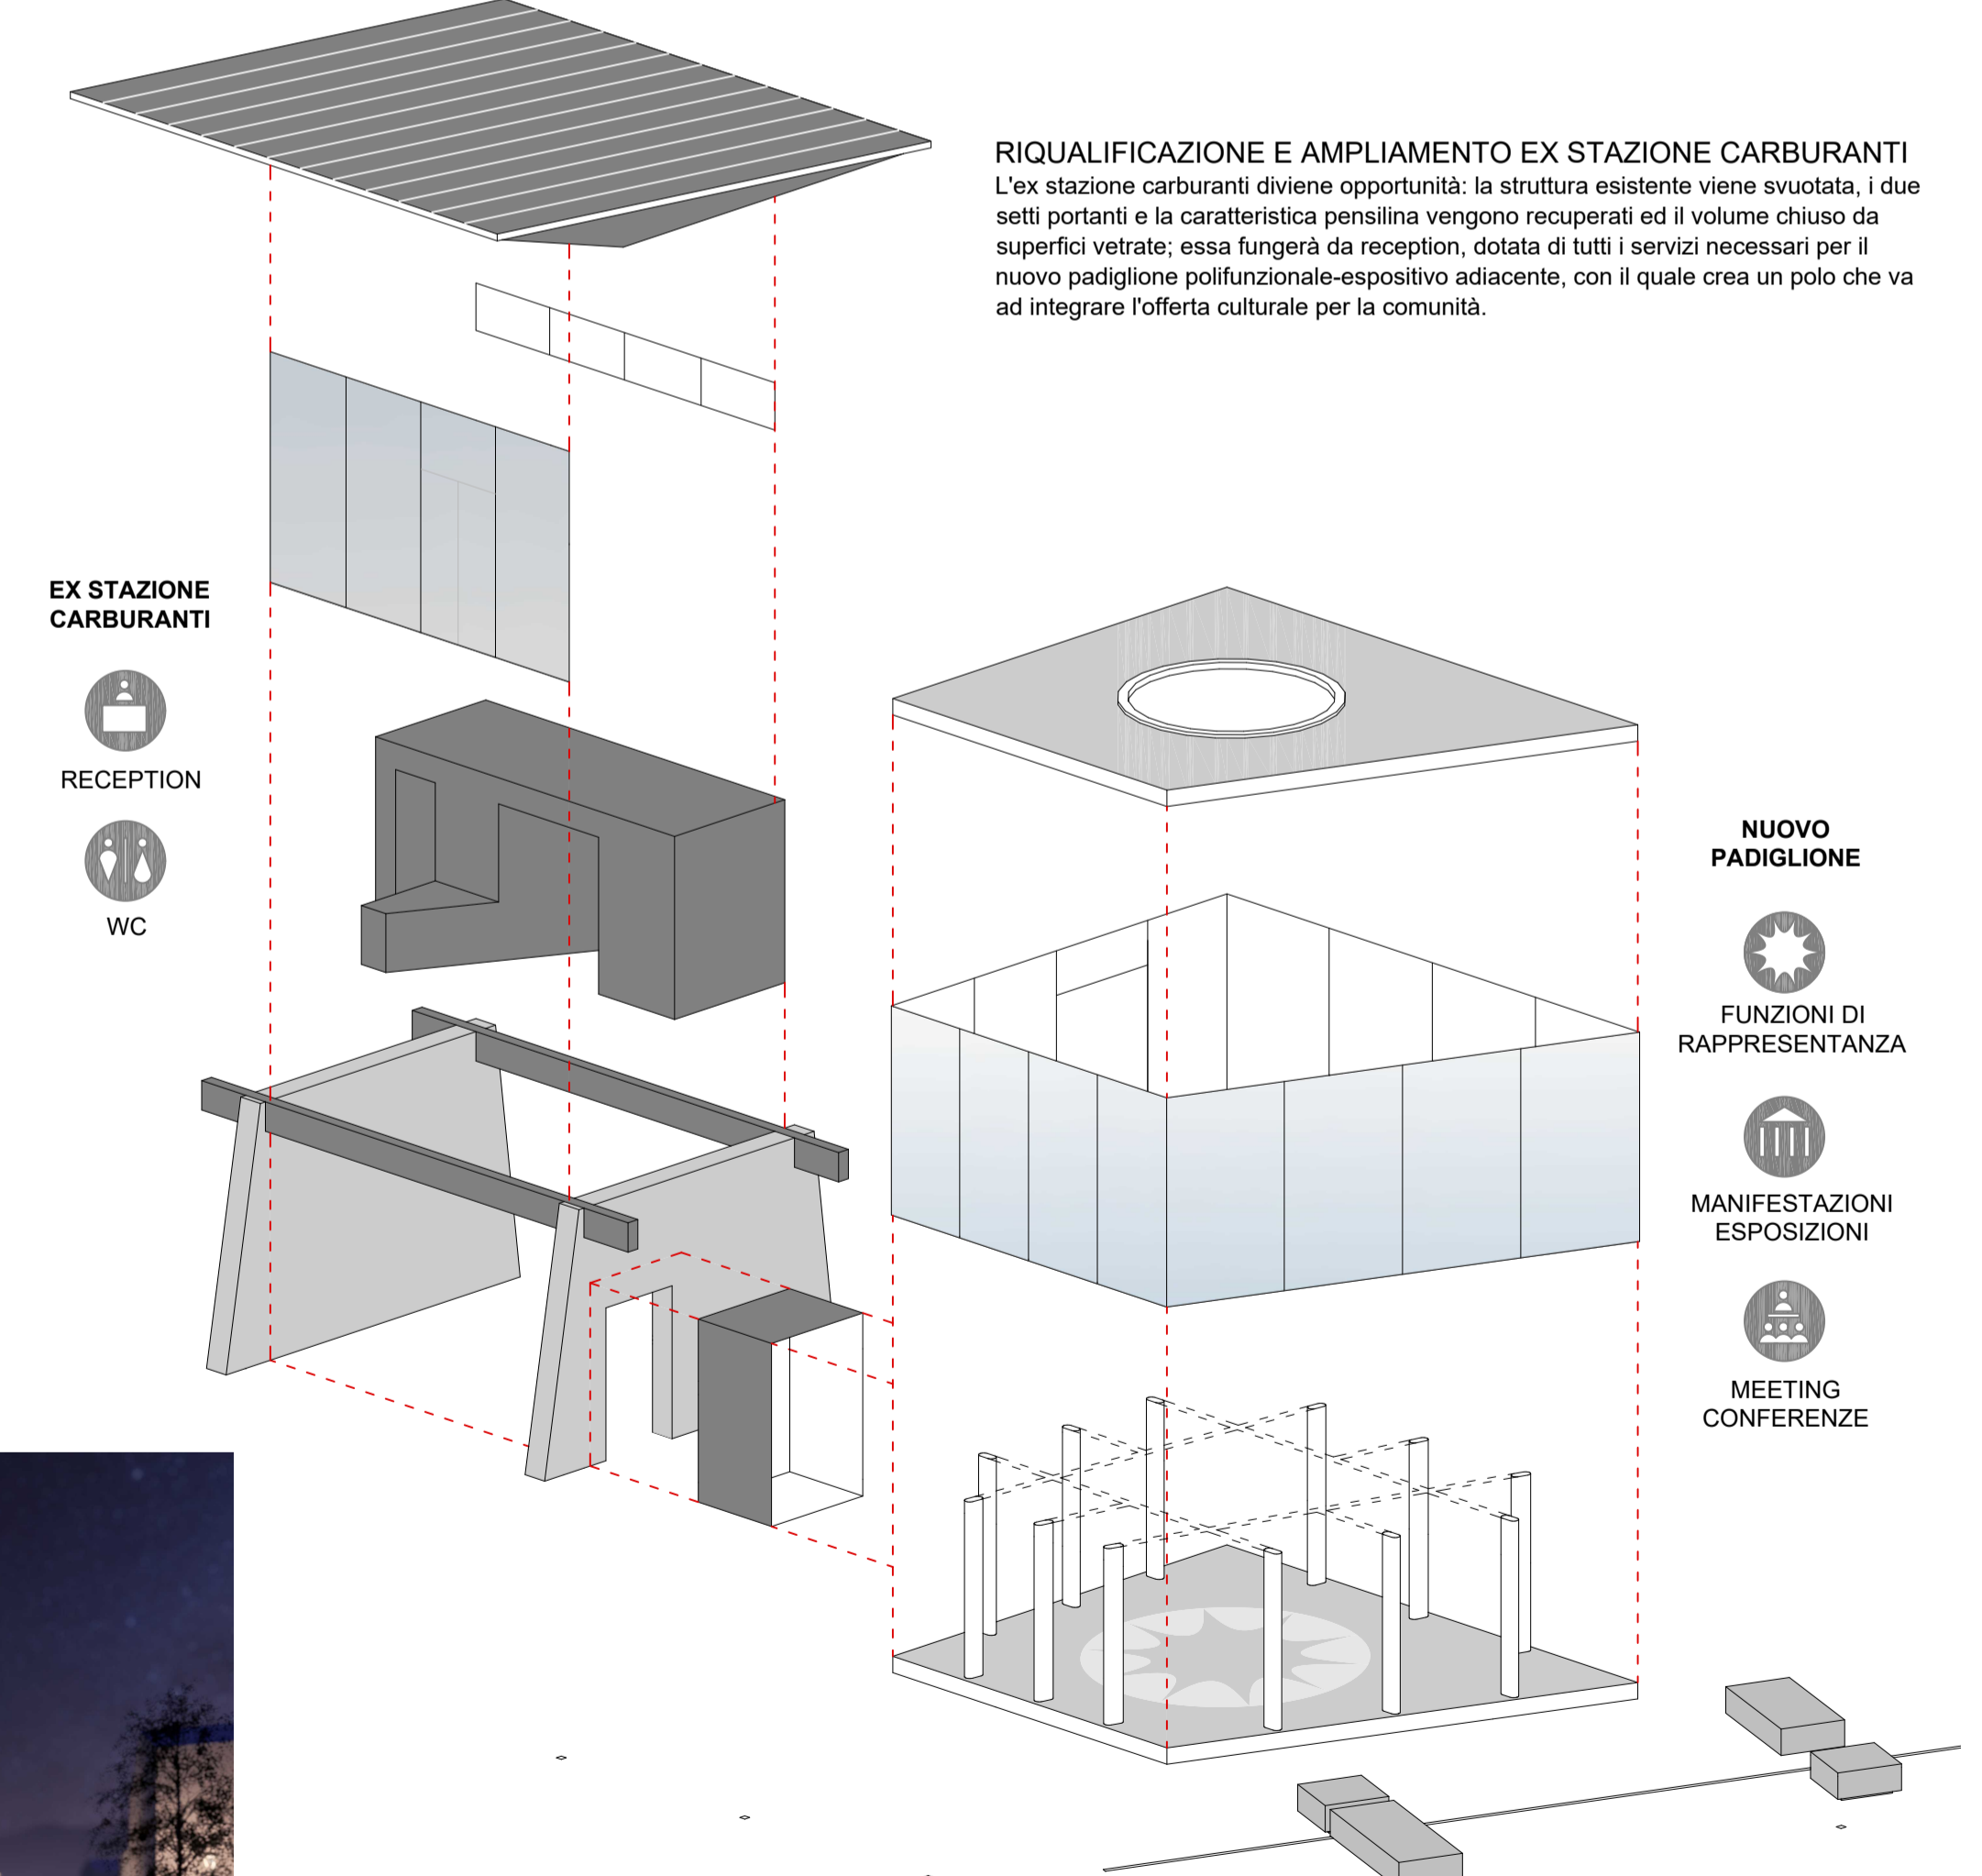 RIQUALIFICAZIONE E AMPLIAMENTO EX STAZIONE CARBURANTI
L'ex stazione carburanti diviene opportunità: la struttura esistente viene svuotata, i due
setti portanti e la caratteristica pensilina vengono recuperati ed il volume chiuso da
superfici vetrate; essa fungerà da reception, dotata di tutti i servizi necessari per il
nuovo padiglione polifunzionale-espositivo adiacente, con il quale crea un polo che va
ad integrare l'offerta culturale per la comunità.
EX STAZIONE
CARBURANTI
RECEPTION
WC
NUOVO
PADIGLIONE
FUNZIONI DI
RAPPRESENTANZA
MANIFESTAZIONI
ESPOSIZIONI
MEETING
CONFERENZE